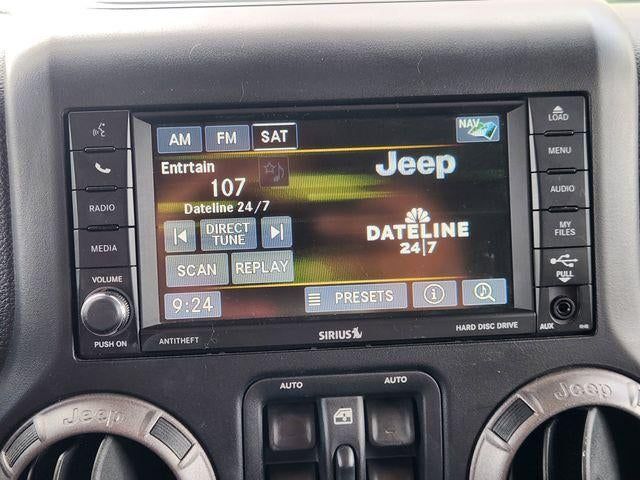 LOAD
AM FM SAT
NAV
MENU
Entrtain
Jeep
107
RADIO
AUDIO
Dateline 24/7
DIRECT
TUNE
DATELINE
24|7
MY
FILES
MEDIA
SCAN REPLAY
PULL
VOLUME
9:24
PRESETS
PUSH ON
ANTITHEFT
SIRIUS
HARD DISC DRIVE
AUX
RHB
AUTO
AUTO
Jeep
Jeep